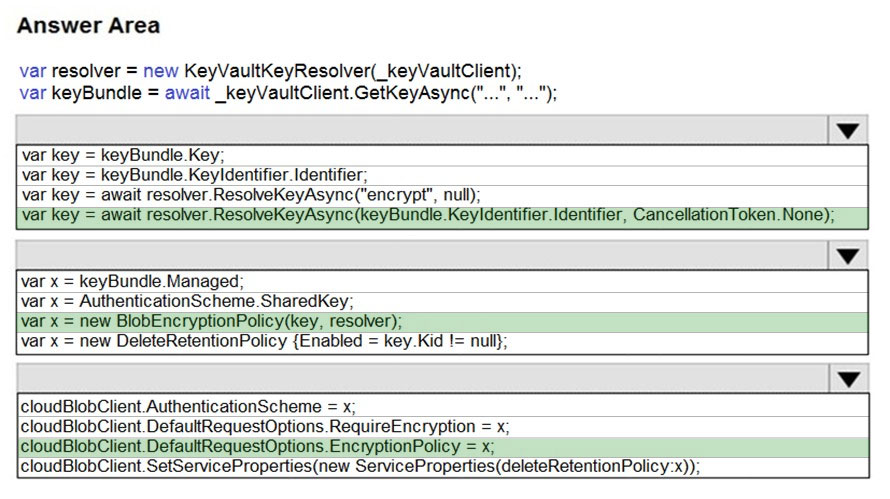 Answer Area
var resolver = new KeyVaultKeyResolver(_keyVaultClient);
var keyBundle = await _keyVaultClient.GetKeyAsync("...", "...");
var key = keyBundle.Key;
var key = keyBundle.KeyIdentifier.Identifier;
var key = await resolver.ResolveKeyAsync("encrypt", null);
var key = await resolver.ResolveKeyAsync(keyBundle.KeyIdentifier.Identifier, CancellationToken.None);
var x = keyBundle.Managed;
var x = AuthenticationScheme.SharedKey;
var x = new BlobEncryptionPolicy(key, resolver);
var x = new DeleteRetentionPolicy {Enabled = key.Kid != null};
cloudBlobClient.AuthenticationScheme = x;
cloudBlobClient.DefaultRequestOptions.RequireEncryption = x;
cloudBlobClient.DefaultRequestOptions.EncryptionPolicy = x;
cloudBlobClient.SetServiceProperties(new ServiceProperties(deleteRetentionPolicy:x));